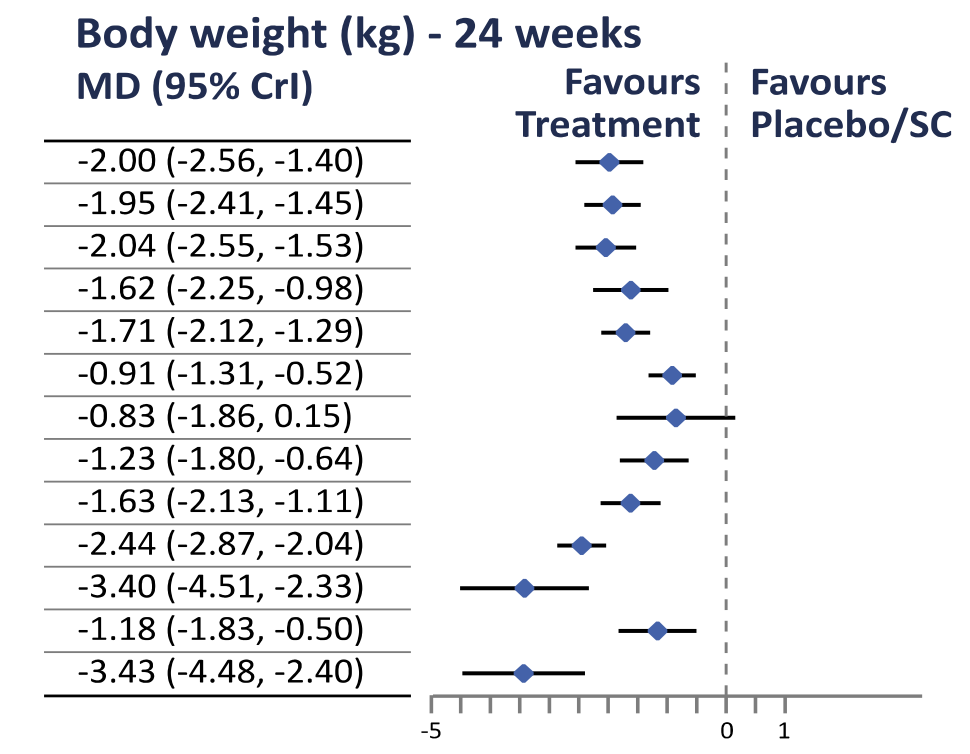 Body weight (kg) - 24 weeks
MD (95% CrI)
Favours Treatment
Favours Placebo/SC
-2.00 (-2.56, -1.40)
-1.95 (-2.41, -1.45)
-2.04 (-2.55, -1.53)
-1.62 (-2.25, -0.98)
-1.71 (-2.12, -1.29)
-0.91 (-1.31, -0.52)
-0.83 (-1.86, 0.15)
-1.23 (-1.80, -0.64)
-1.63 (-2.13, -1.11)
-2.44 (-2.87, -2.04)
-3.40 (-4.51, -2.33)
-1.18 (-1.83, -0.50)
-3.43 (-4.48, -2.40)
-5 0 1